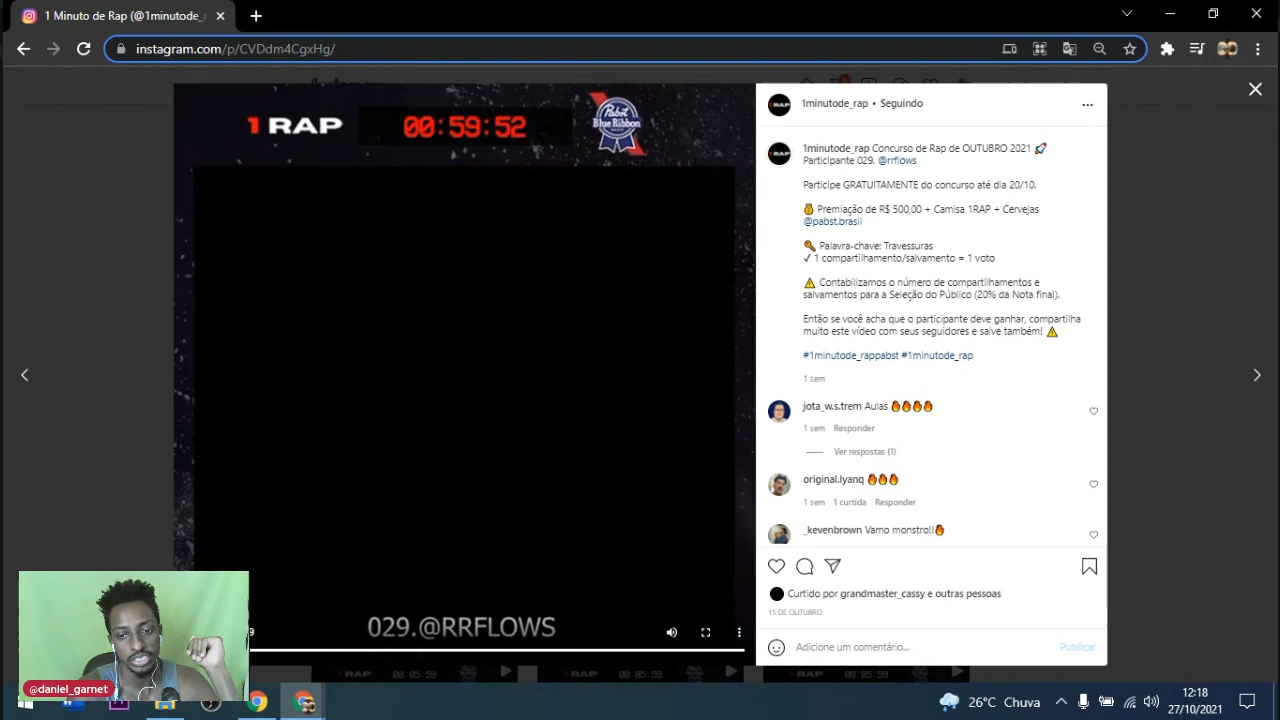 1 Minuto de Rap (@1minutode_r
instagram.com/p/CVDdm4CgxHg/
1 RAP
00:59:52
Pabst
Blue Ribbon
029.@RRFLOWS
1minutode_rap • Seguindo
1minutode_rap Concurso de Rap de OUTUBRO 2021 🚀
Participante 029. @rrflows
Participe GRATUITAMENTE do concurso até dia 20/10.
🏅 Premiação de R$ 500,00 + Camisa 1RAP + Cervejas
@pabst.brasil
🔑 Palavra-chave: Travessuras
✓ 1 compartilhamento/salvamento = 1 voto
⚠ Contabilizamos o número de compartilhamentos e
salvamentos para a Seleção do Público (20% da Nota final).
Então se você acha que o participante deve ganhar, compartilha
muito este vídeo com seus seguidores e salve também! ⚠
#1minutode_rappabst #1minutode_rap
1 sem
jota_w.s.trem Aulas 🔥🔥🔥🔥
1 sem Responder
Ver respostas (1)
original.lyanq 🔥🔥🔥
1 sem 1 curtida Responder
_kevenbrown Vamo monstro!!🔥
Curtido por grandmaster_cassy e outras pessoas
15 DE OUTUBRO
Adicione um comentário...
Publicar
@daniel_garnet
26°C Chuva
12:18
27/10/2021